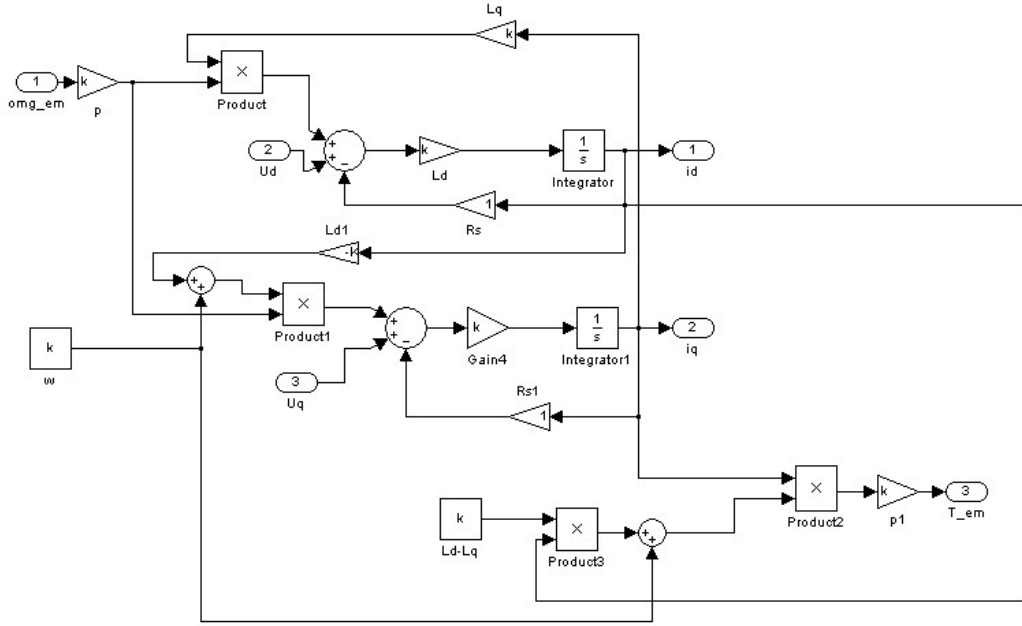 Lq
k
1
omg_em
k
p
×
Product
+
+
−
2
Ud
k
Ld
1
s
Integrator
1
id
1
Rs
Ld1
-K
+
+
×
Product1
k
w
+
+
−
3
Uq
k
Gain4
1
s
Integrator1
2
iq
Rs1
1
k
Ld-Lq
×
Product3
+
+
×
Product2
k
p1
3
T_em